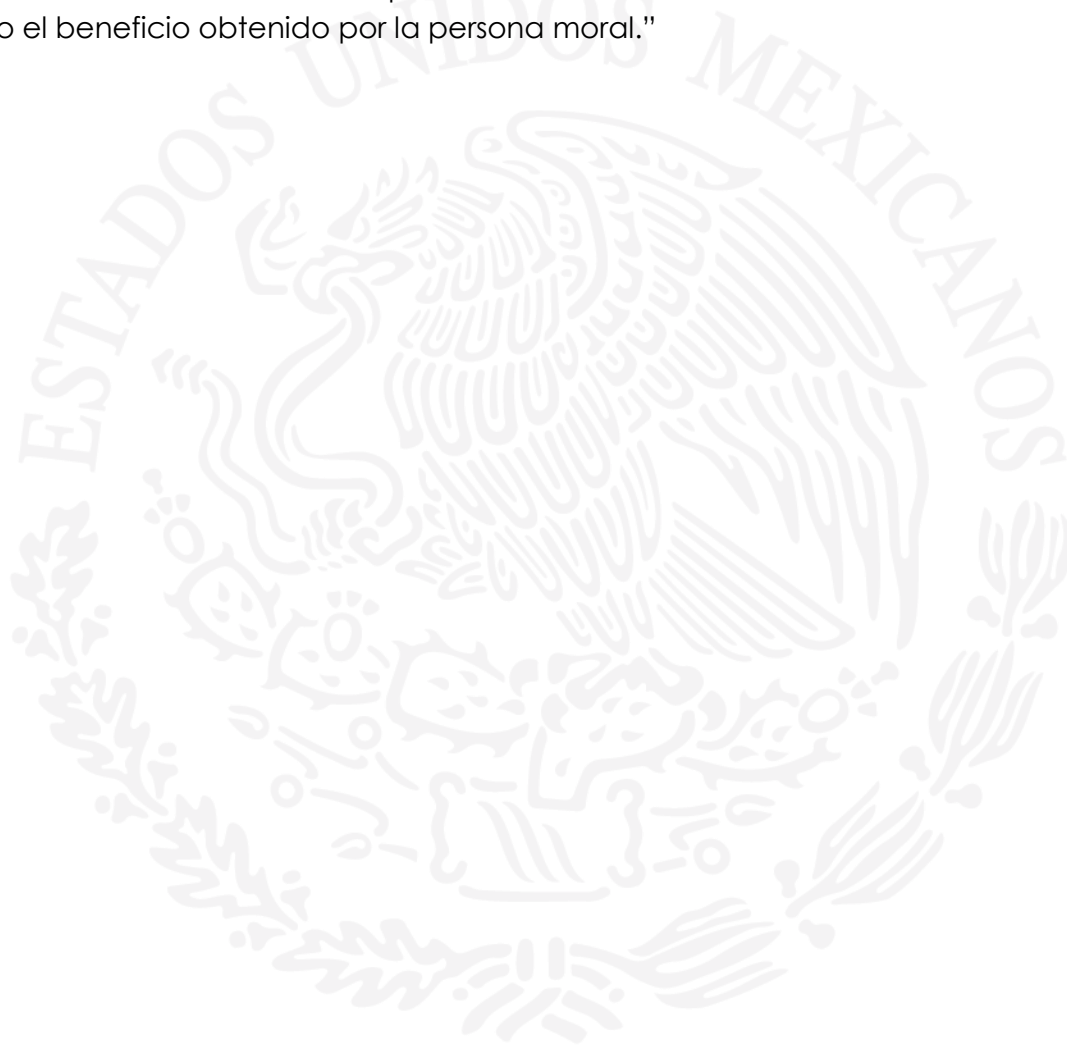 o el beneficio obtenido por la persona moral.”
ESTADOS UNIDOS MEXICANOS